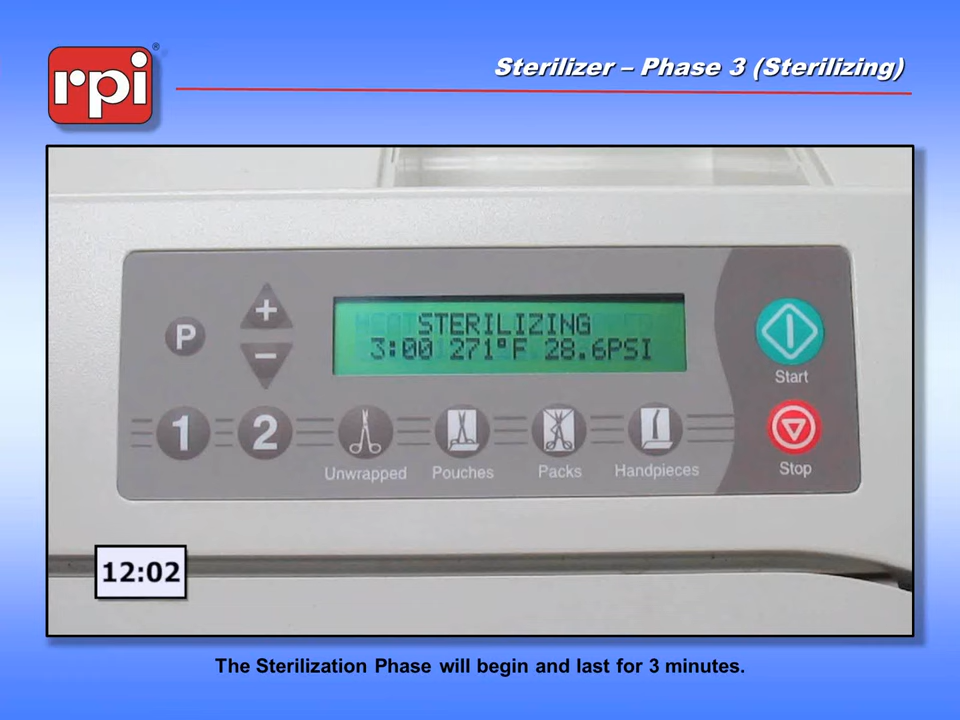 rpi®
Sterilizer – Phase 3 (Sterilizing)
STERILIZING
3:00 271°F 28.6PSI
P
+
–
1
2
Unwrapped
Pouches
Packs
Handpieces
Start
Stop
12:02
The Sterilization Phase will begin and last for 3 minutes.